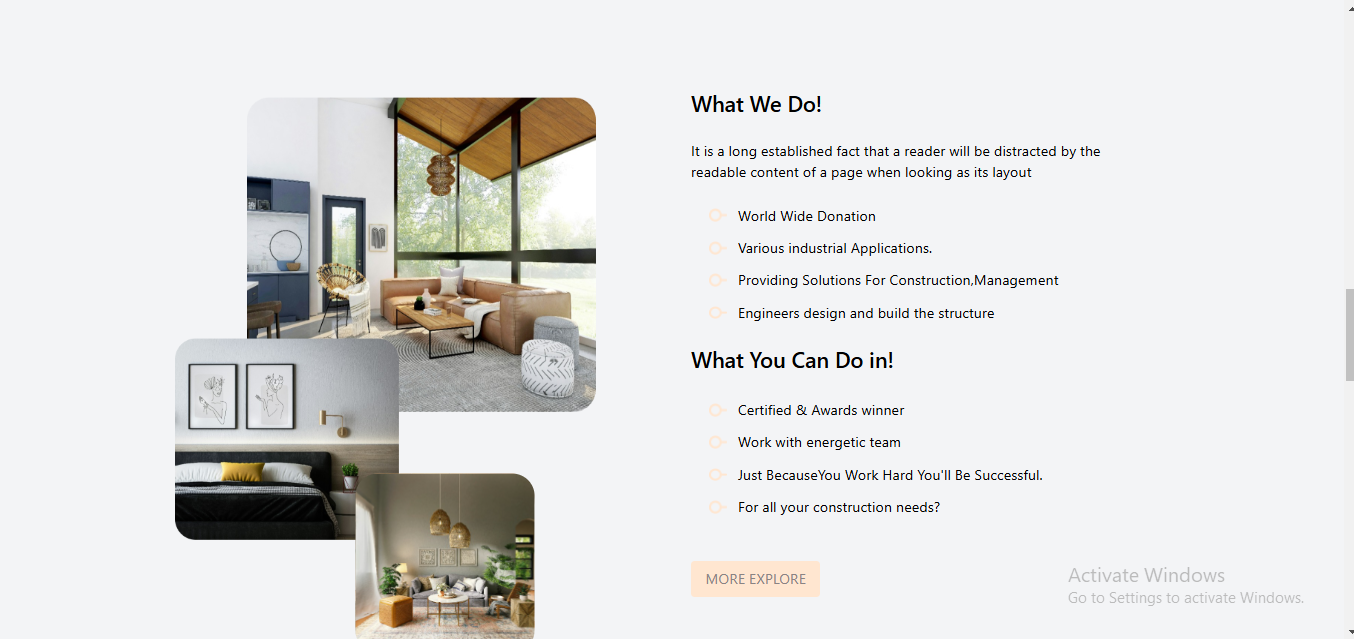 What We Do!
It is a long established fact that a reader will be distracted by the
readable content of a page when looking as its layout
World Wide Donation
Various industrial Applications.
Providing Solutions For Construction,Management
Engineers design and build the structure
What You Can Do in!
Certified & Awards winner
Work with energetic team
Just BecauseYou Work Hard You'll Be Successful.
For all your construction needs?
MORE EXPLORE
Activate Windows
Go to Settings to activate Windows.